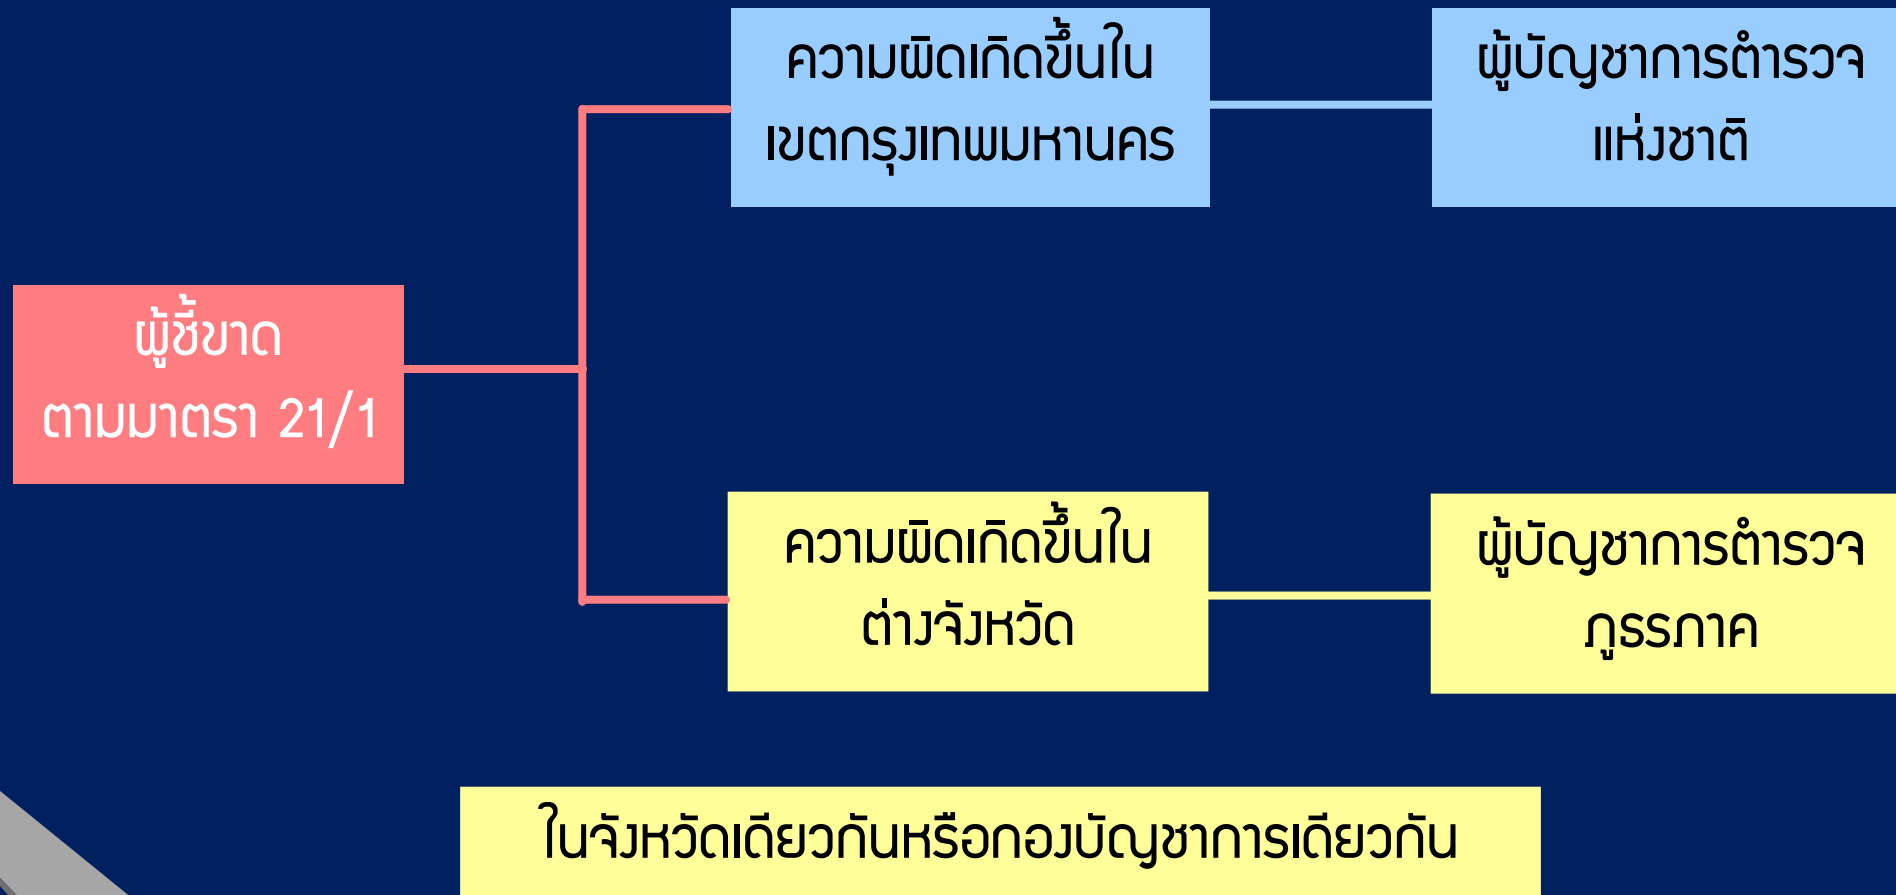 ความผิดเกิดขึ้นใน
เขตกรุงเทพมหานคร
ผู้บัญชาการตำรวจ
แห่งชาติ
ผู้ชี้ขาด
ตามมาตรา 21/1
ความผิดเกิดขึ้นใน
ต่างจังหวัด
ผู้บัญชาการตำรวจ
ภูธรภาค
ในจังหวัดเดียวกันหรือกองบัญชาการเดียวกัน